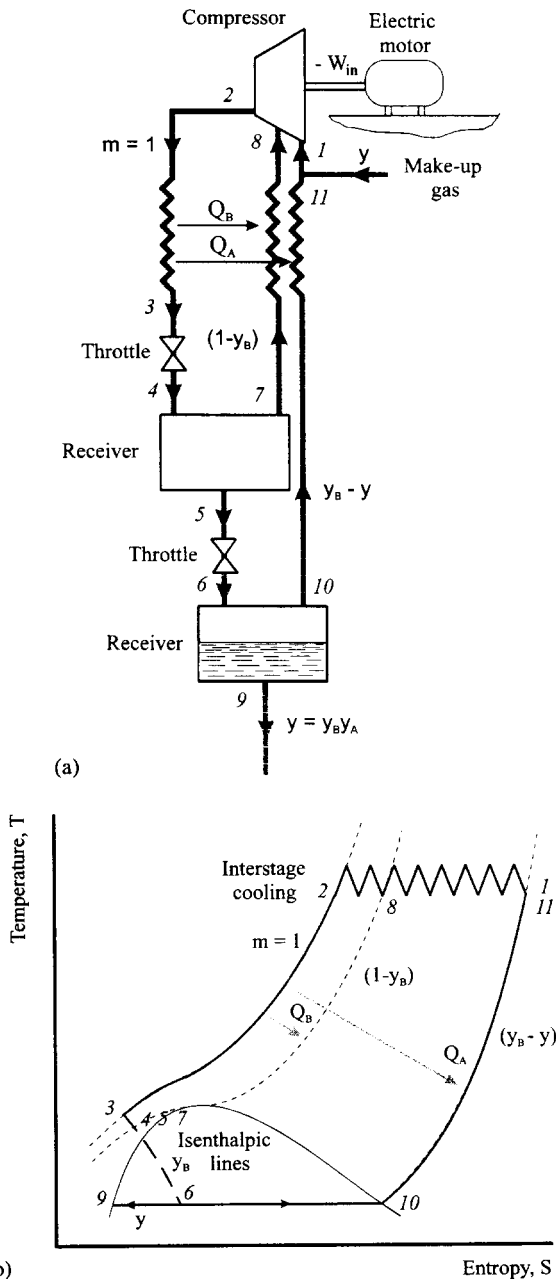 Compressor
Electric
motor
- W_in
2
8
1
m = 1
y
Make-up
gas
11
Q_B
Q_A
3
Throttle
(1-y_B)
4
7
Receiver
5
y_B - y
Throttle
6
10
Receiver
9
y = y_B y_A
(a)
Temperature, T
Interstage
cooling
2
8
1
11
m = 1
(1-y_B)
Q_B
Q_A
(y_B - y)
3
4 5 7
Isenthalpic
lines
y_B
9
6
10
y
b)
Entropy, S